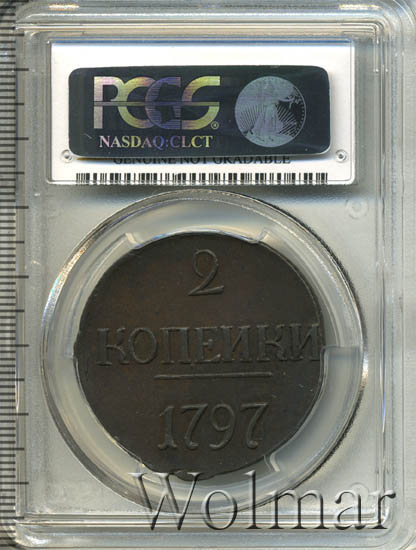 PCGS
NASDAQ:CLCT
GENUINE NOT GRADABLE
2
КОПЕЙКИ
1797
Wolmar